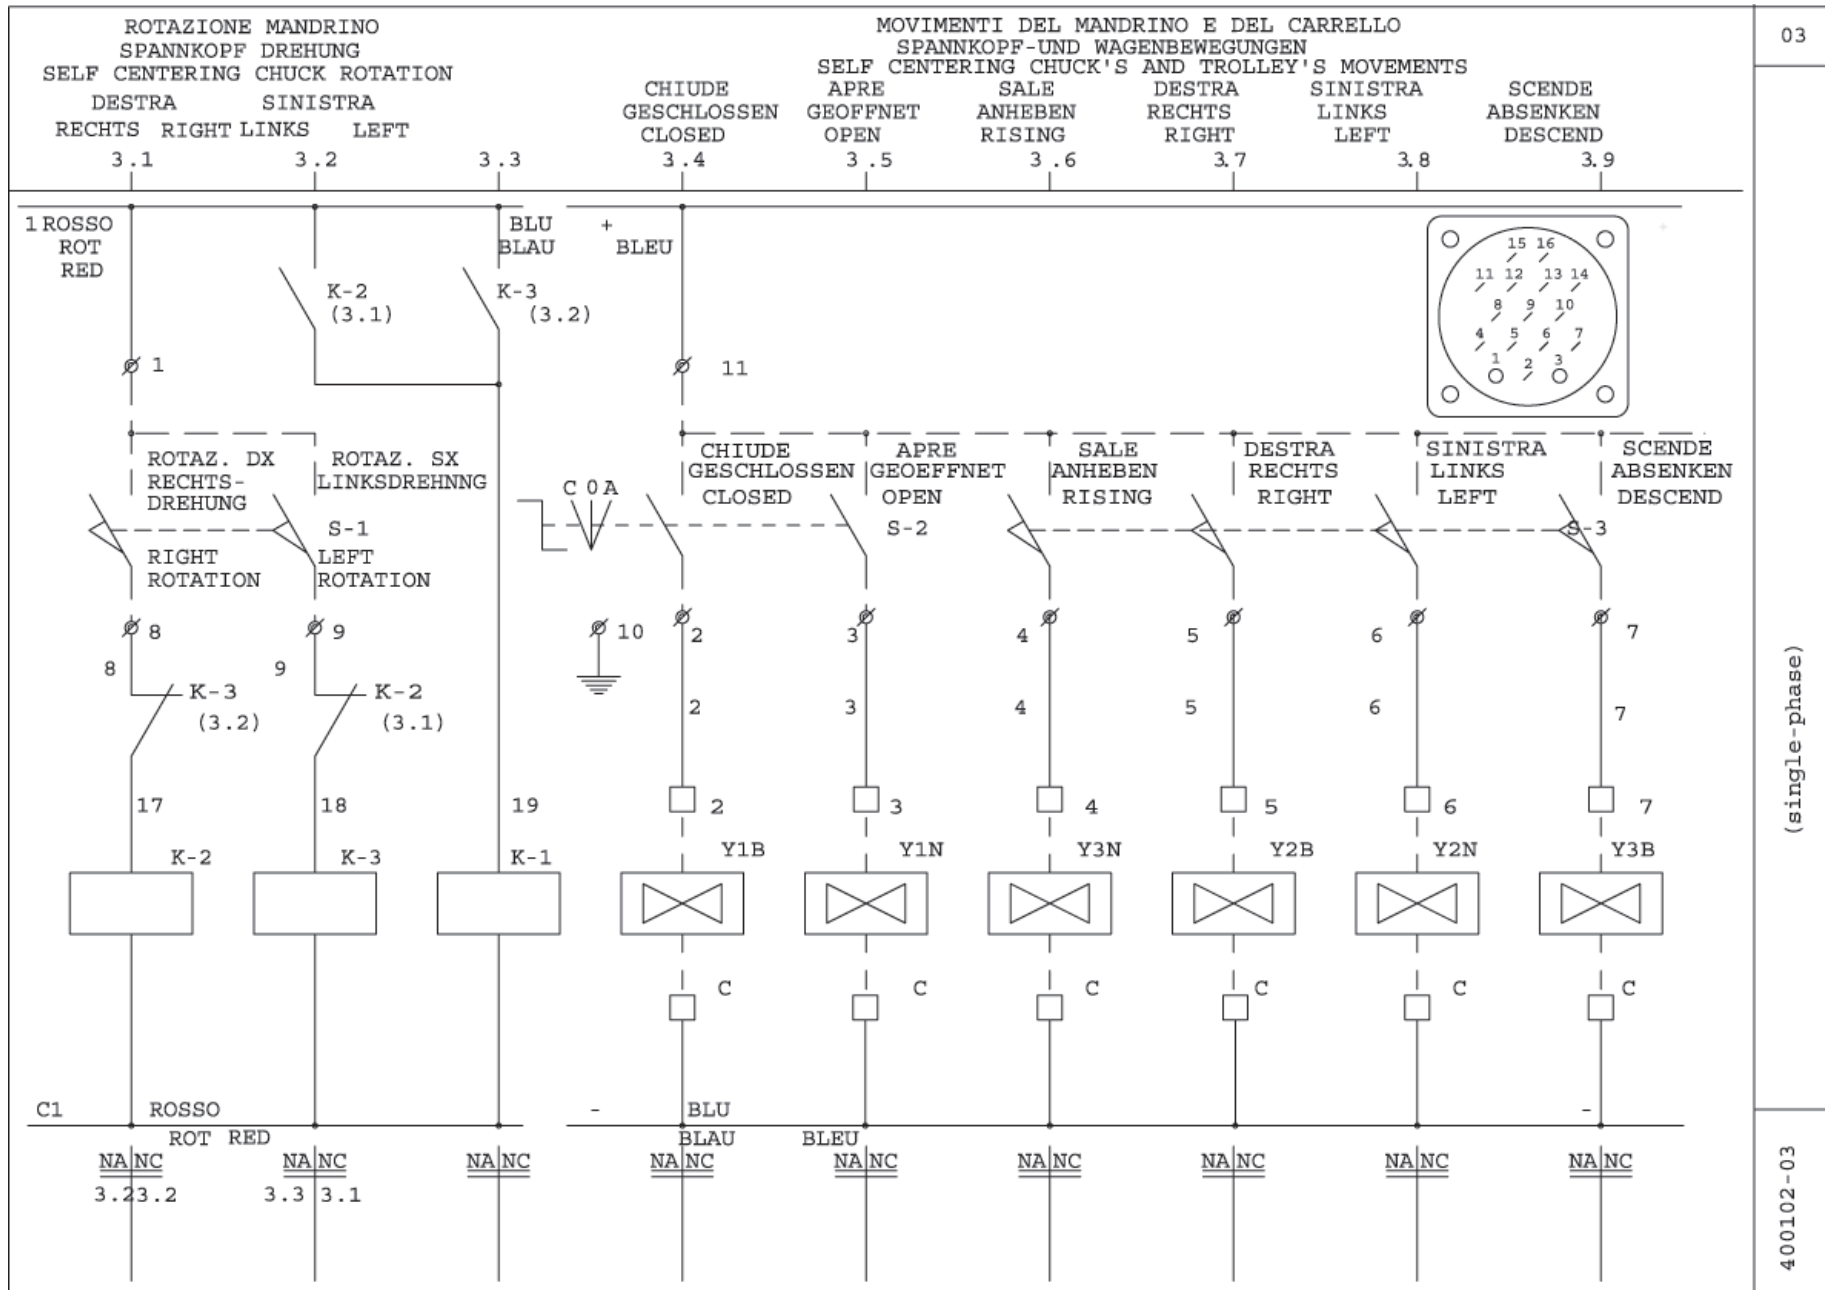 ROTAZIONE MANDRINO
SPANNKOPF DREHUNG
SELF CENTERING CHUCK ROTATION
DESTRA SINISTRA
RECHTS RIGHT LINKS LEFT
MOVIMENTI DEL MANDRINO E DEL CARRELLO
SPANNKOPF-UND WAGENBEWEGUNGEN
SELF CENTERING CHUCK'S AND TROLLEY'S MOVEMENTS
CHIUDE APRE SALE DESTRA SINISTRA SCENDE
GESCHLOSSEN GEOFFNET ANHEBEN RECHTS LINKS ABSENKEN
CLOSED OPEN RISING RIGHT LEFT DESCEND
3.1 3.2 3.3 3.4 3.5 3.6 3.7 3.8 3.9
03
1 ROSSO BLU +
ROT BLAU BLEU
RED
K-2 K-3
(3.1) (3.2)
15 16
11 12 13 14
8 9 10
4 5 6 7
1 2 3
1 11
ROTAZ. DX ROTAZ. SX
RECHTS- LINKSDREHNNG
DREHUNG
S-1
RIGHT LEFT
ROTATION ROTATION
C 0 A
CHIUDE APRE SALE DESTRA SINISTRA SCENDE
GESCHLOSSEN GEOEFFNET ANHEBEN RECHTS LINKS ABSENKEN
CLOSED OPEN RISING RIGHT LEFT DESCEND
S-2 S-3
8 9 10 2 3 4 5 6 7
8 9
K-3 K-2
(3.2) (3.1)
2 3 4 5 6 7
17 18 19 2 3 4 5 6 7
K-2 K-3 K-1 Y1B Y1N Y3N Y2B Y2N Y3B
C C C C C C
C1 ROSSO - BLU -
ROT RED BLAU BLEU
NA NC NA NC NA NC NA NC NA NC NA NC NA NC NA NC NA NC
3.2 3.2 3.3 3.1
(single-phase)
400102-03